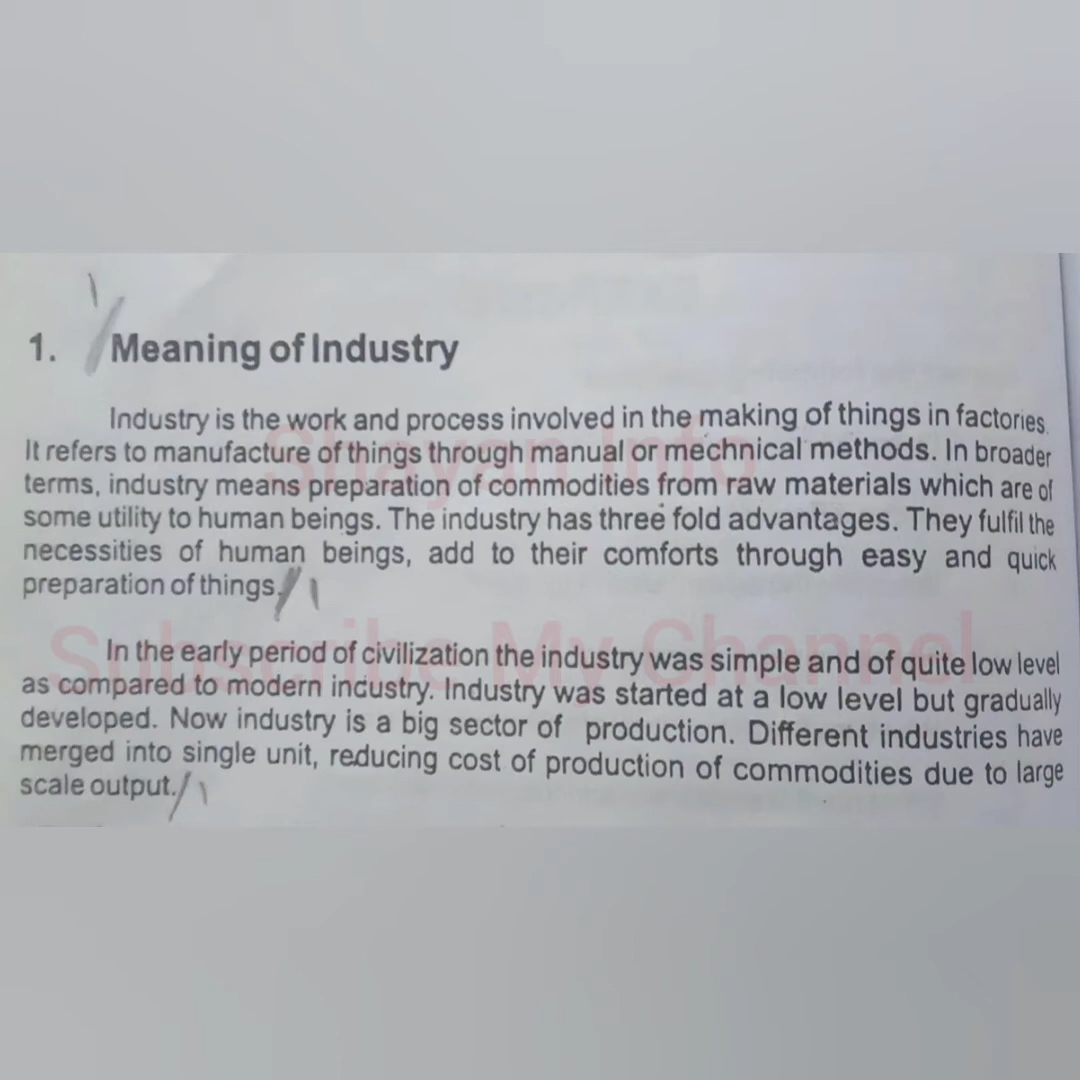 1. Meaning of Industry
Industry is the work and process involved in the making of things in factories.
It refers to manufacture of things through manual or mechnical methods. In broader
terms, industry means preparation of commodities from raw materials which are of
some utility to human beings. The industry has three fold advantages. They fulfil the
necessities of human beings, add to their comforts through easy and quick
preparation of things.
In the early period of civilization the industry was simple and of quite low level
as compared to modern industry. Industry was started at a low level but gradually
developed. Now industry is a big sector of production. Different industries have
merged into single unit, reducing cost of production of commodities due to large
scale output.
Shayan Info
Subscribe My Channel